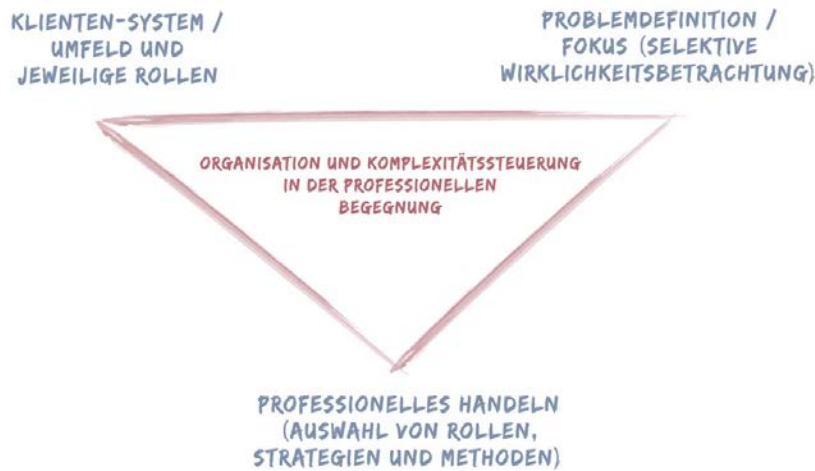 KLIENTEN-SYSTEM /
UMFELD UND
JEWEILIGE ROLLEN
PROBLEMDEFINITION /
FOKUS (SELEKTIVE
WIRKLICHKEITSBETRACHTUNG)
ORGANISATION UND KOMPLEXITÄTSSTEUERUNG
IN DER PROFESSIONELLEN
BEGEGNUNG
PROFESSIONELLES HANDELN
(AUSWAHL VON ROLLEN,
STRATEGIEN UND METHODEN)